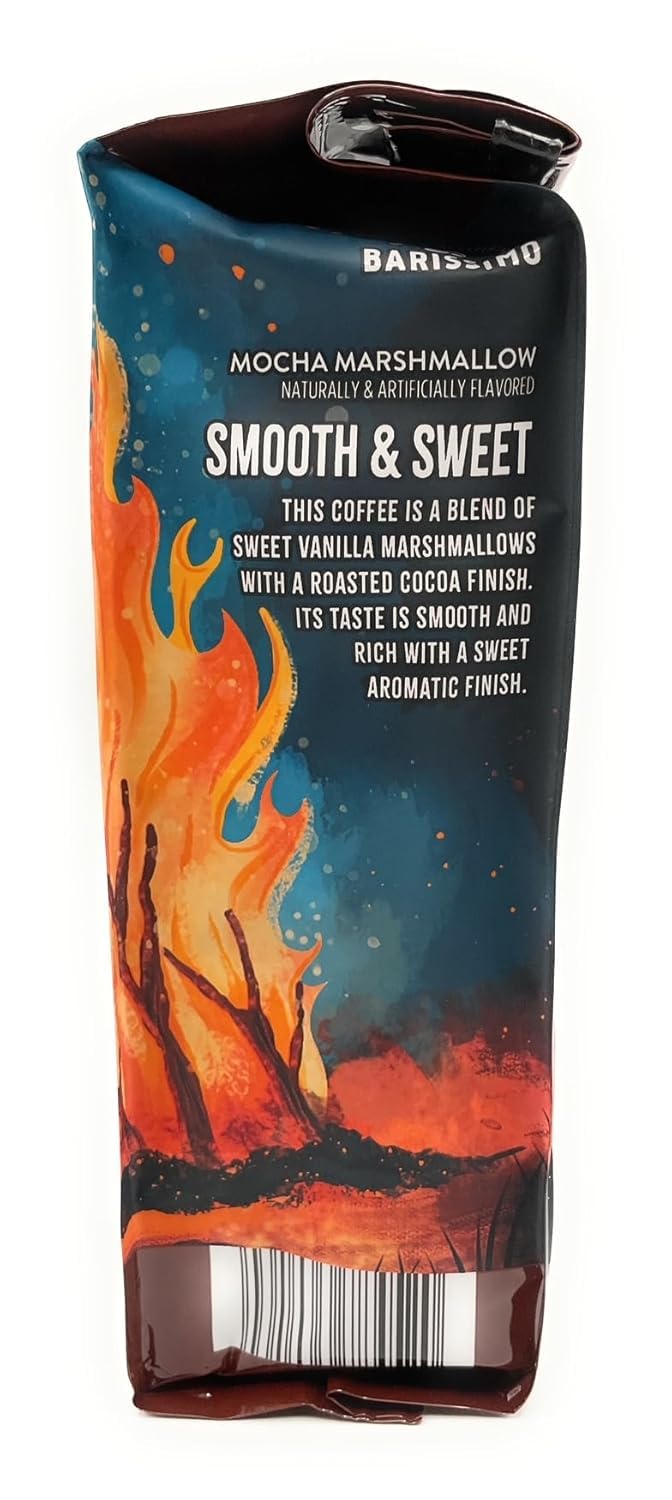 BARISSIMO
MOCHA MARSHMALLOW
NATURALLY & ARTIFICIALLY FLAVORED
SMOOTH & SWEET
THIS COFFEE IS A BLEND OF
SWEET VANILLA MARSHMALLOWS
WITH A ROASTED COCOA FINISH.
ITS TASTE IS SMOOTH AND
RICH WITH A SWEET
AROMATIC FINISH.